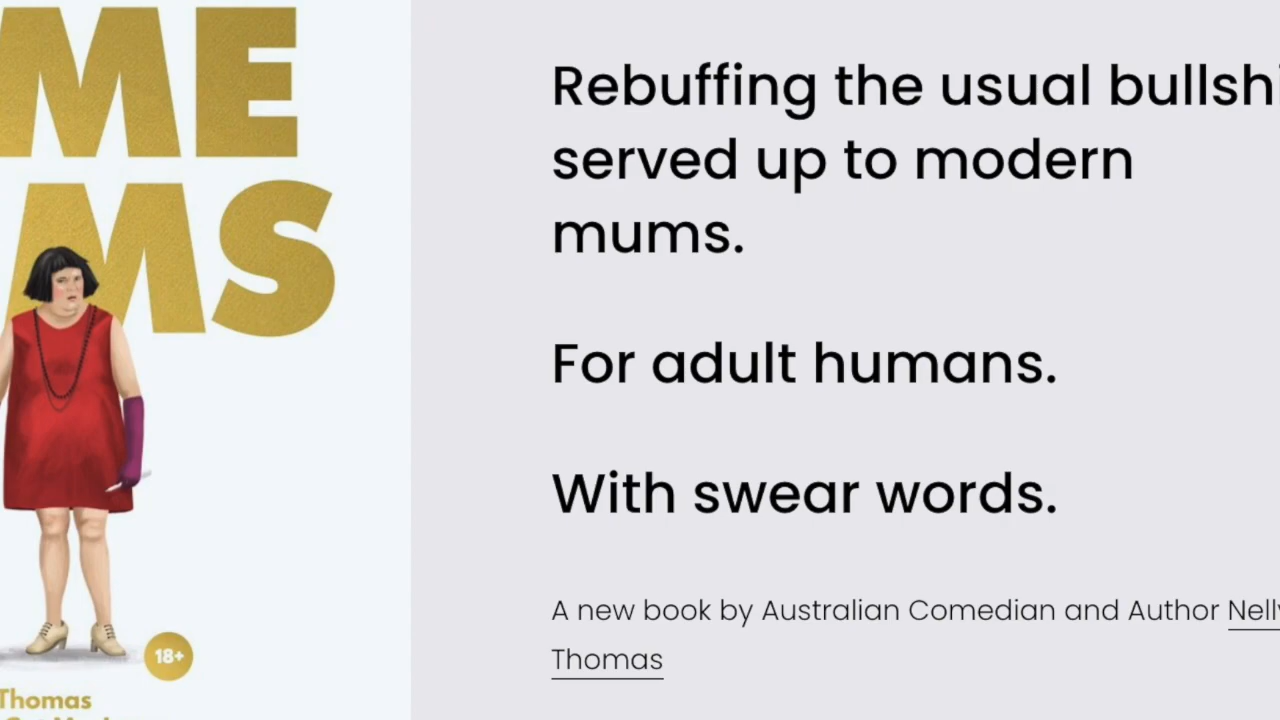 ME
MS
18+
Thomas
Rebuffing the usual bullshi
served up to modern
mums.
For adult humans.
With swear words.
A new book by Australian Comedian and Author Nelly
Thomas